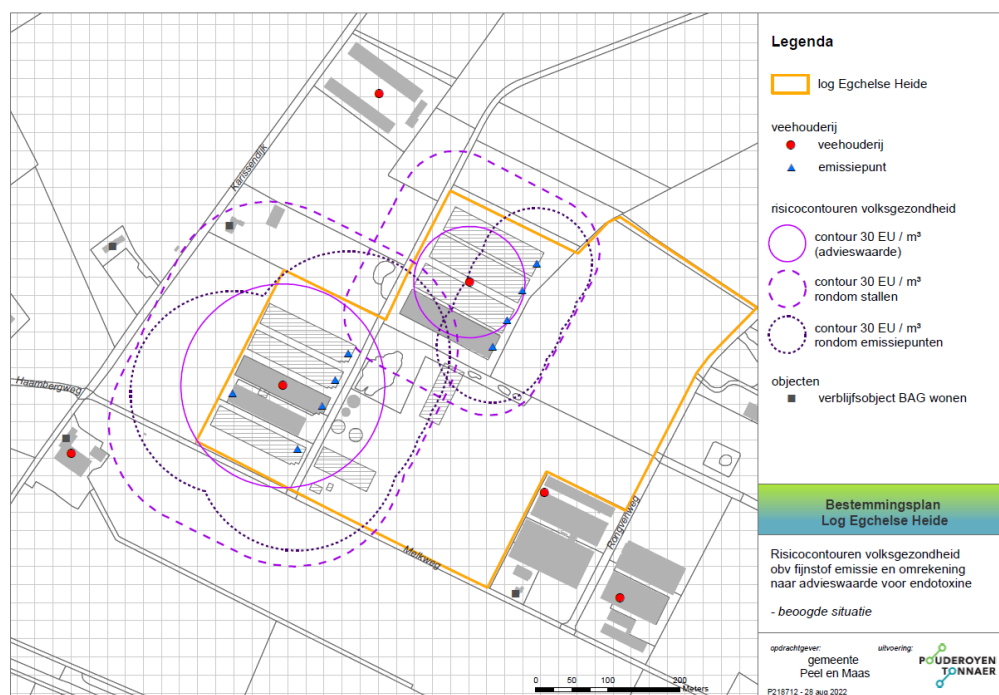 Karissendijk
Haambergweg
Melkweg
Rongvenweg
0 50 100 200
Meters
Legenda
log Egchelse Heide
veehouderij
veehouderij
emissiepunt
risicocontouren volksgezondheid
contour 30 EU / m³
(advieswaarde)
contour 30 EU / m³
rondom stallen
contour 30 EU / m³
rondom emissiepunten
objecten
verblijfsobject BAG wonen
Bestemmingsplan
Log Egchelse Heide
Risicocontouren volksgezondheid
obv fijnstof emissie en omrekening
naar advieswaarde voor endotoxine
- beoogde situatie
opdrachtgever: uitvoering:
gemeente
Peel en Maas
POUDEROYEN
TONNAER
P218712 - 28 aug 2022